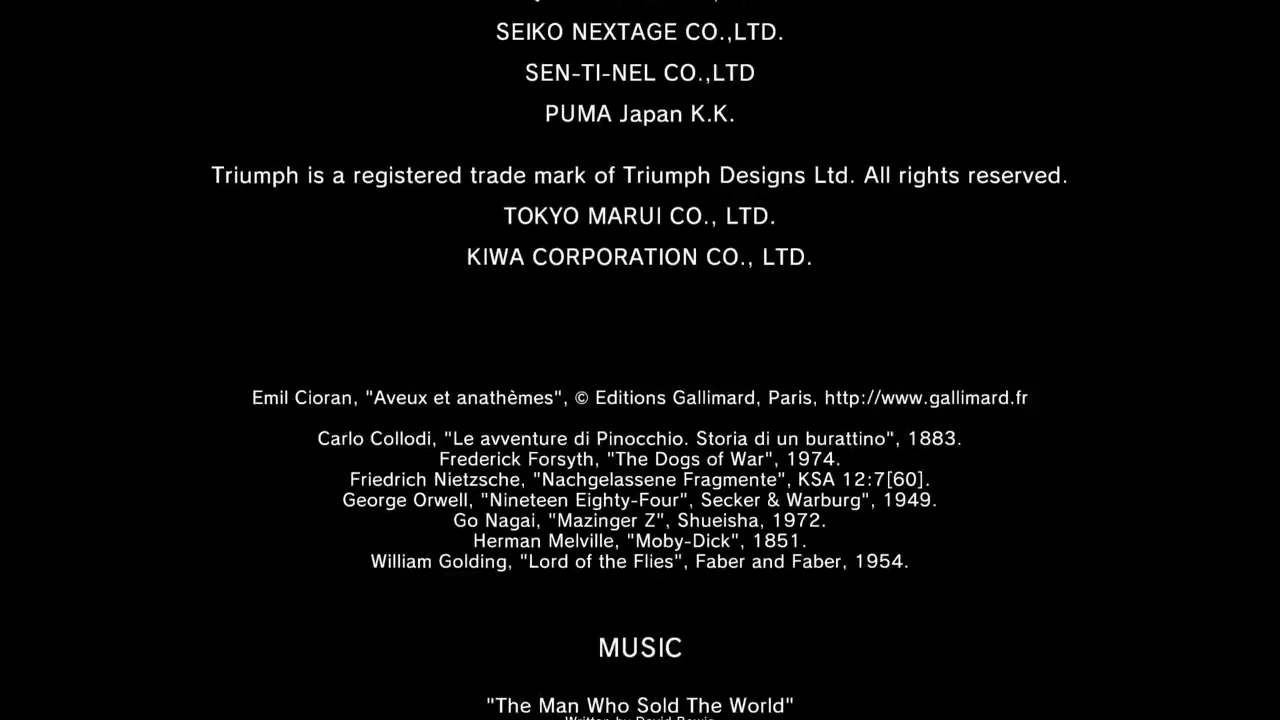 SEIKO NEXTAGE CO.,LTD.
SEN-TI-NEL CO.,LTD
PUMA Japan K.K.
Triumph is a registered trade mark of Triumph Designs Ltd. All rights reserved.
TOKYO MARUI CO., LTD.
KIWA CORPORATION CO., LTD.
Emil Cioran, "Aveux et anathèmes", © Editions Gallimard, Paris, http://www.gallimard.fr
Carlo Collodi, "Le avventure di Pinocchio. Storia di un burattino", 1883.
Frederick Forsyth, "The Dogs of War", 1974.
Friedrich Nietzsche, "Nachgelassene Fragmente", KSA 12:7[60].
George Orwell, "Nineteen Eighty-Four", Secker & Warburg", 1949.
Go Nagai, "Mazinger Z", Shueisha, 1972.
Herman Melville, "Moby-Dick", 1851.
William Golding, "Lord of the Flies", Faber and Faber, 1954.
MUSIC
"The Man Who Sold The World"
Written by David Bowie